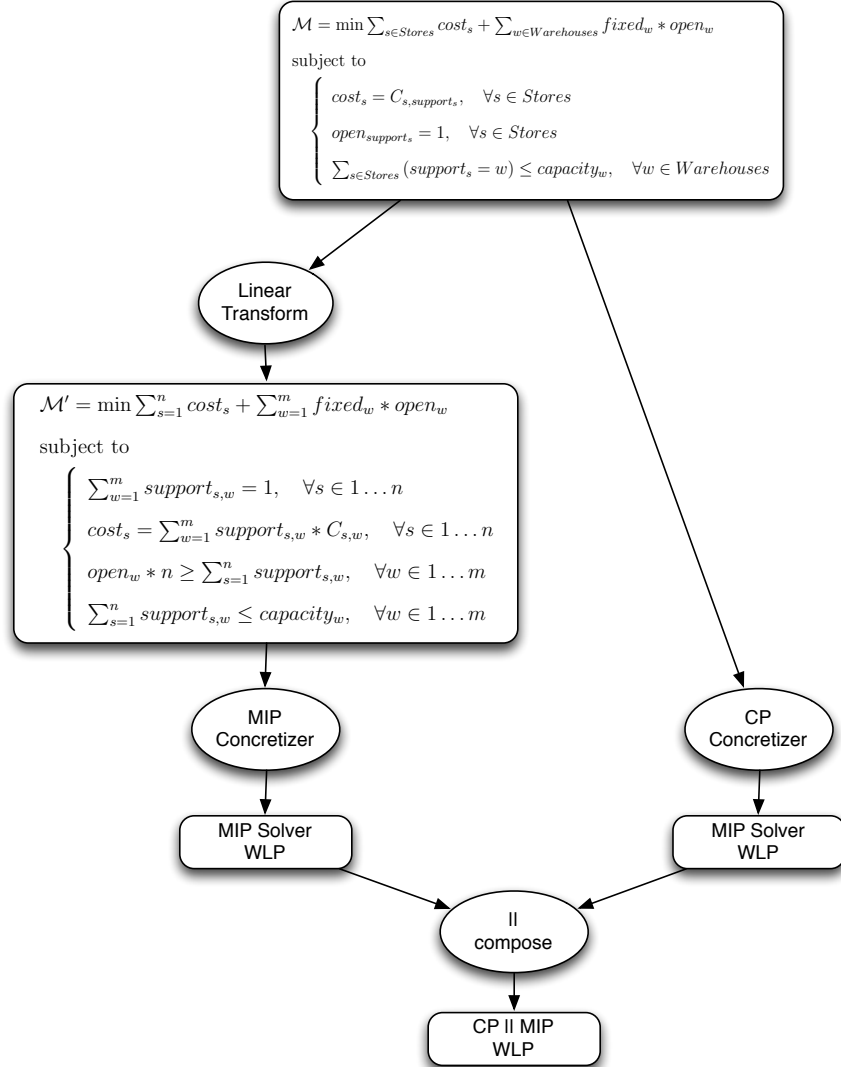 ℳ = min ∑_{s∈Stores} cost_s + ∑_{w∈Warehouses} fixed_w * open_w
subject to
cost_s = C_{s,support_s}, ∀s ∈ Stores
open_{support_s} = 1, ∀s ∈ Stores
∑_{s∈Stores} (support_s = w) ≤ capacity_w, ∀w ∈ Warehouses
Linear
Transform
ℳ′ = min ∑_{s=1}^{n} cost_s + ∑_{w=1}^{m} fixed_w * open_w
subject to
∑_{w=1}^{m} support_{s,w} = 1, ∀s ∈ 1…n
cost_s = ∑_{w=1}^{m} support_{s,w} * C_{s,w}, ∀s ∈ 1…n
open_w * n ≥ ∑_{s=1}^{n} support_{s,w}, ∀w ∈ 1…m
∑_{s=1}^{n} support_{s,w} ≤ capacity_w, ∀w ∈ 1…m
MIP
Concretizer
CP
Concretizer
MIP Solver
WLP
MIP Solver
WLP
||
compose
CP || MIP
WLP